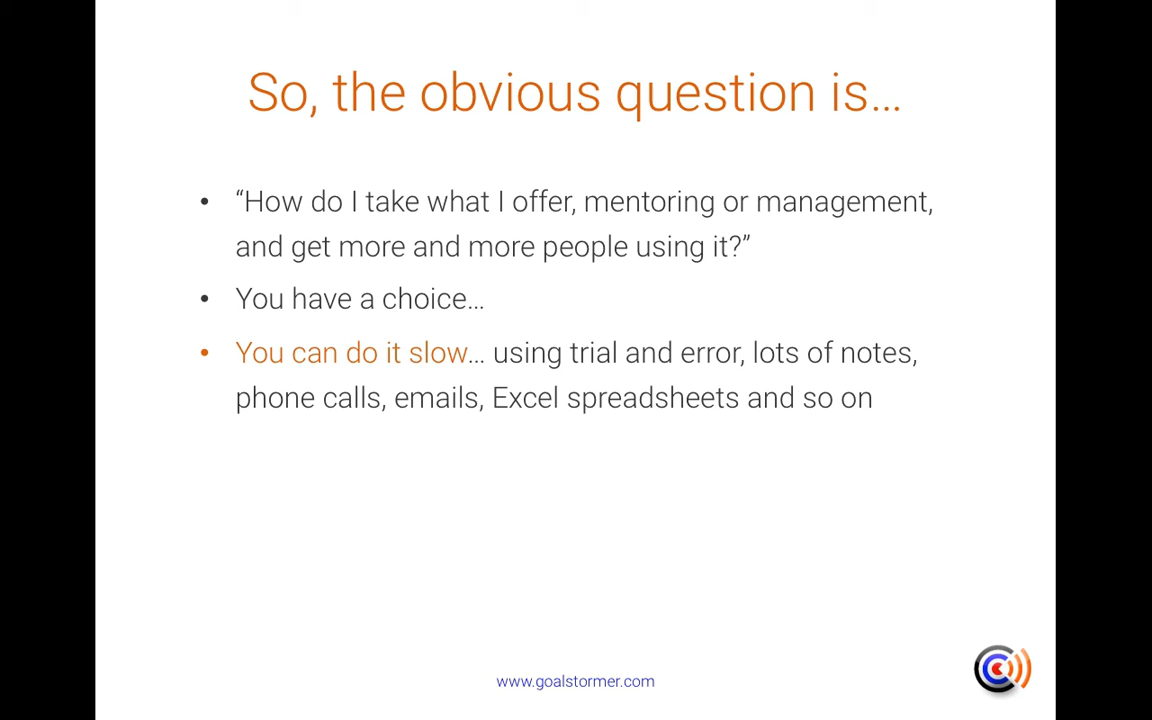 So, the obvious question is…
• “How do I take what I offer, mentoring or management,
and get more and more people using it?”
• You have a choice…
• You can do it slow… using trial and error, lots of notes,
phone calls, emails, Excel spreadsheets and so on
www.goalstormer.com